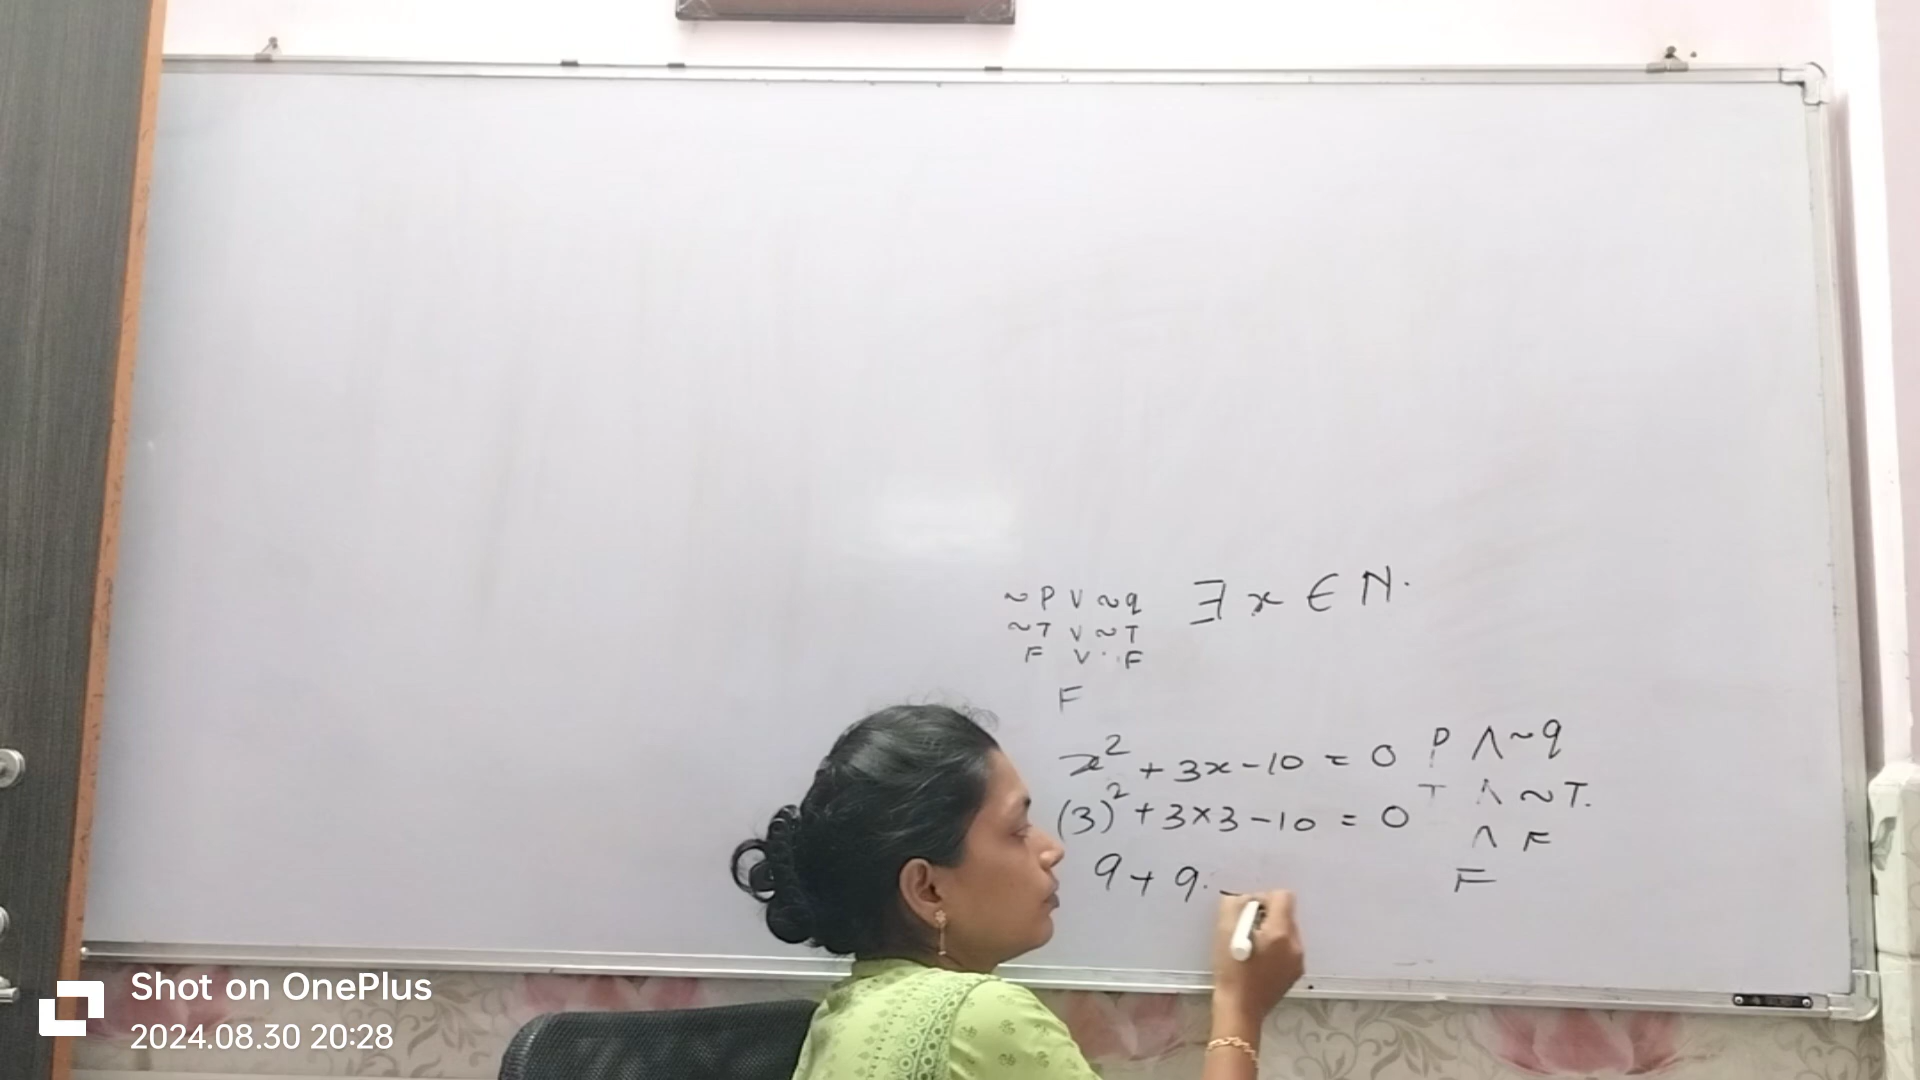 ~P V ~q
~T V ~T
F V F
F
∃ x ∈ N.
x² + 3x - 10 = 0
(3)² + 3×3 - 10 = 0
9 + 9 -
P ∧ ~q
T ∧ ~T.
∧ F
F
Shot on OnePlus
2024.08.30 20:28